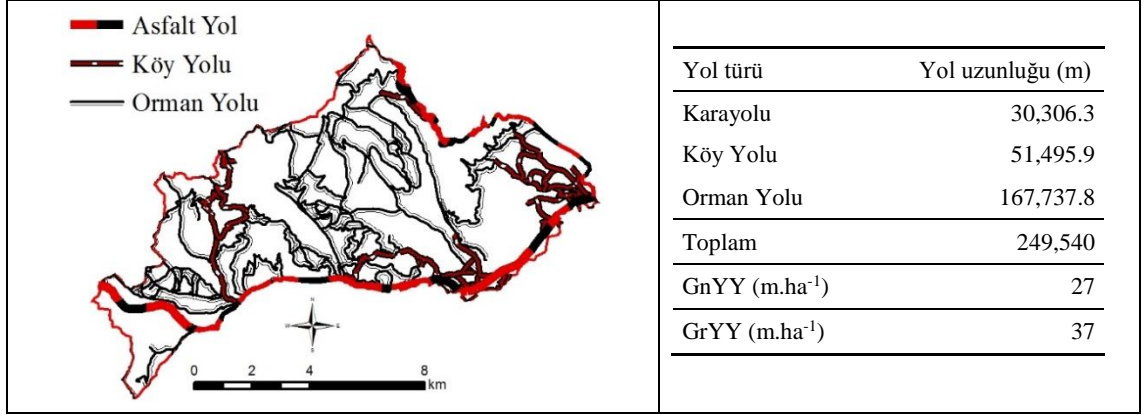 Asfalt Yol
Köy Yolu
Orman Yolu
N
W
E
S
0 2 4 8
km
Yol türü Yol uzunluğu (m)
Karayolu 30,306.3
Köy Yolu 51,495.9
Orman Yolu 167,737.8
Toplam 249,540
GnYY (m.ha⁻¹) 27
GrYY (m.ha⁻¹) 37